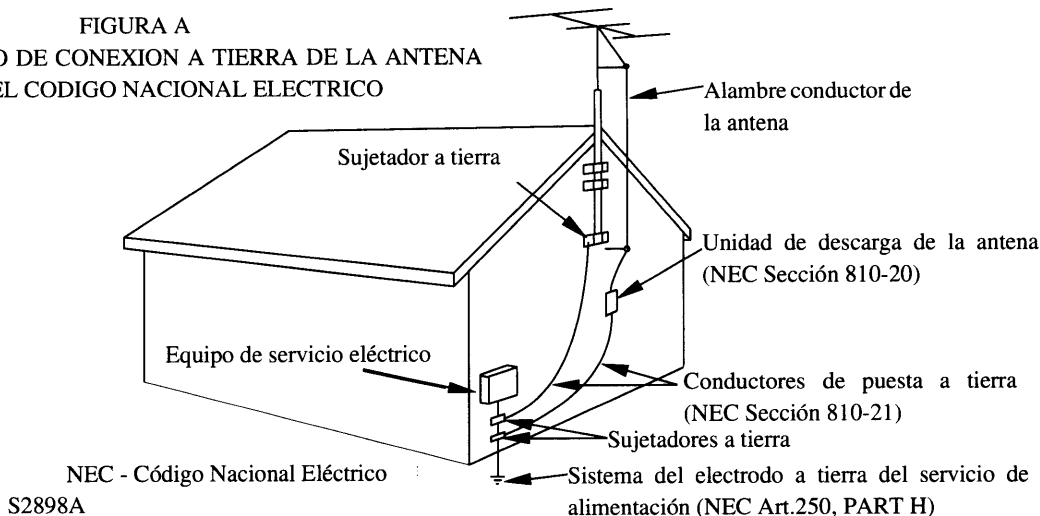 FIGURA A
DE CONEXION A TIERRA DE LA ANTENA
CODIGO NACIONAL ELECTRICO
Alambre conductor de
la antena
Sujetador a tierra
Unidad de descarga de la antena
(NEC Sección 810-20)
Equipo de servicio eléctrico
Conductores de puesta a tierra
(NEC Sección 810-21)
Sujetadores a tierra
NEC - Código Nacional Eléctrico
Sistema del electrodo a tierra del servicio de
alimentación (NEC Art.250, PART H)
S2898A